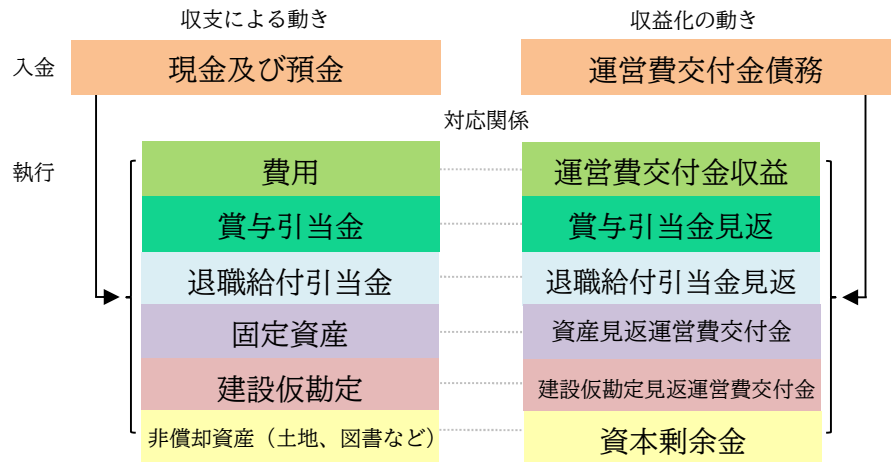 収支による動き
収益化の動き
入金
現金及び預金
運営費交付金債務
対応関係
執行
費用
運営費交付金収益
賞与引当金
賞与引当金見返
退職給付引当金
退職給付引当金見返
固定資産
資産見返運営費交付金
建設仮勘定
建設仮勘定見返運営費交付金
非償却資産（土地、図書など）
資本剰余金